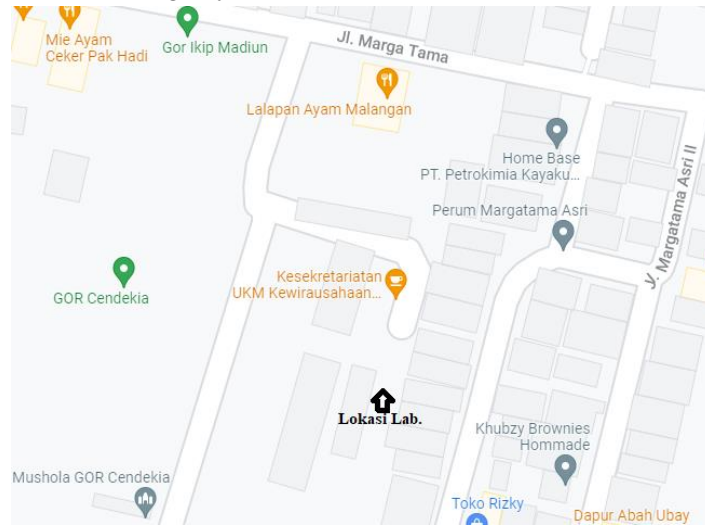 Mie Ayam
Ceker Pak Hadi
Gor Ikip Madiun
Jl. Marga Tama
Lalapan Ayam Malangan
Home Base
PT. Petrokimia Kayaku...
Perum Margatama Asri
Jl. Margatama Asri II
GOR Cendekia
Kesekretariatan
UKM Kewirausahaan...
Lokasi Lab.
Khubzy Brownies
Hommade
Mushola GOR Cendekia
Toko Rizky
Dapur Abah Ubay